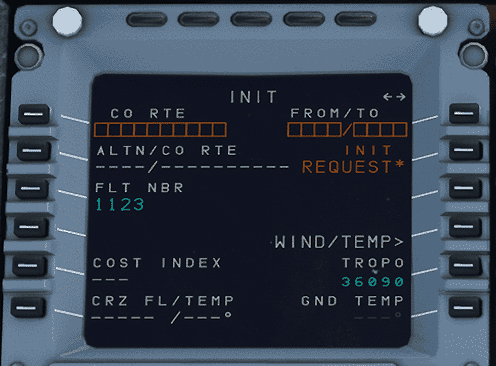 INIT ←→
CO RTE FROM/TO
□□□□□□□□□□ □□□□/□□□□
ALTN/CO RTE INIT
----/---------- REQUEST*
FLT NBR
1123
WIND/TEMP>
COST INDEX TROPO
--- 36090
CRZ FL/TEMP GND TEMP
----- /---° ---°